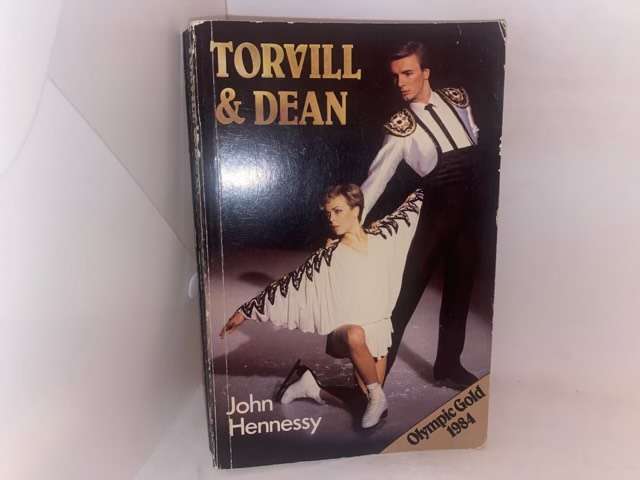 TORVILL
& DEAN
John
Hennessy
Olympic Gold
1984